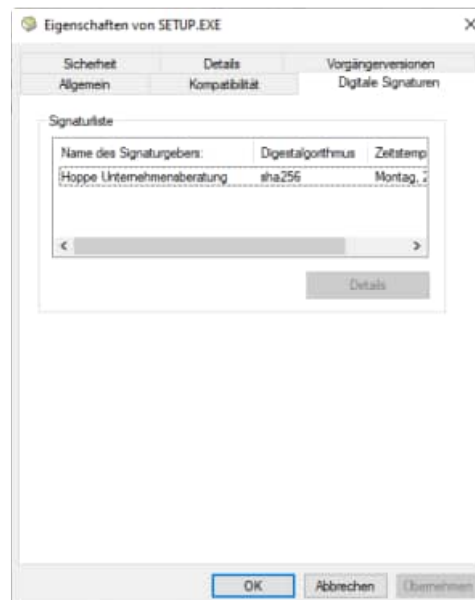 Eigenschaften von SETUP.EXE
Sicherheit Details Vorgängerversionen
Allgemein Kompatibilität Digitale Signaturen
Signaturliste
Name des Signaturgebers: Digestalgorithmus Zeitstemp
Hoppe Unternehmensberatung sha256 Montag, 2
Details
OK Abbrechen Übernehmen